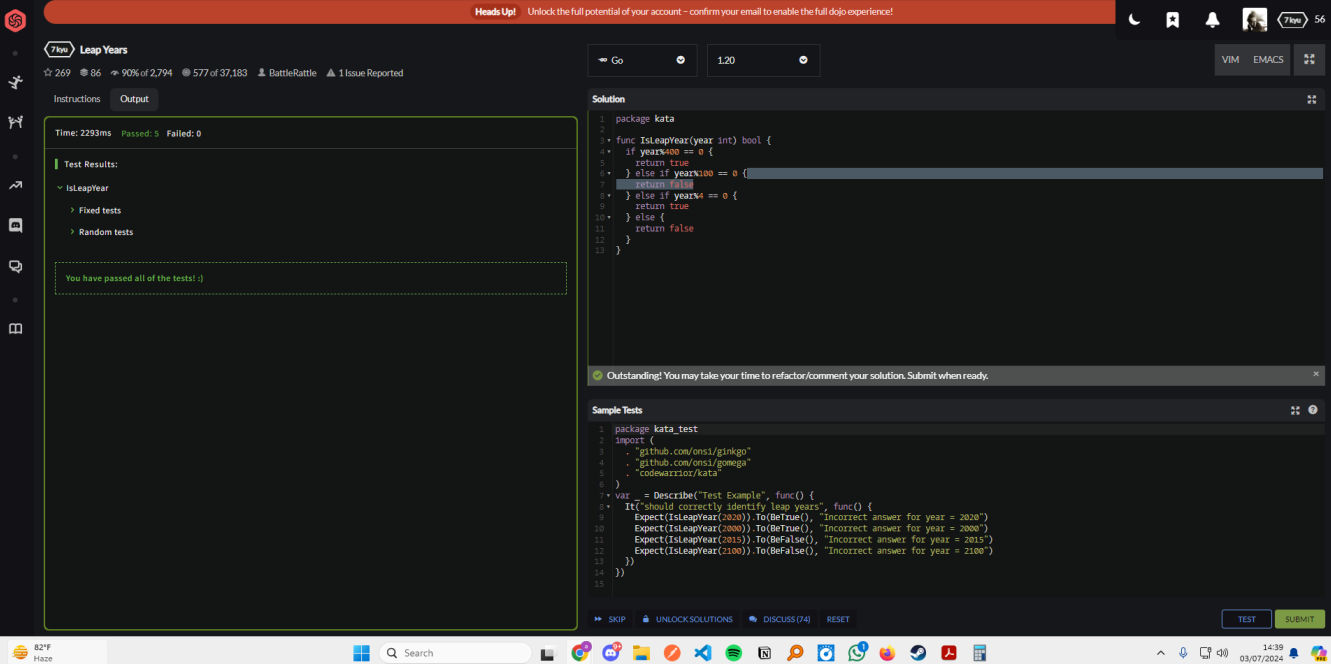 Heads Up! Unlock the full potential of your account – confirm your email to enable the full dojo experience!
7 kyu 56
7 kyu Leap Years
269 86 90% of 2,794 577 of 37,183 BattleRattle 1 Issue Reported
Instructions Output
Time: 2293ms Passed: 5 Failed: 0
Test Results:
IsLeapYear
Fixed tests
Random tests
You have passed all of the tests! :)
Go 1.20 VIM EMACS
Solution
1 package kata
2
3 func IsLeapYear(year int) bool {
4 if year%400 == 0 {
5 return true
6 } else if year%100 == 0 {
7 return false
8 } else if year%4 == 0 {
9 return true
10 } else {
11 return false
12 }
13 }
Outstanding! You may take your time to refactor/comment your solution. Submit when ready.
Sample Tests
1 package kata_test
2 import (
3 . "github.com/onsi/ginkgo"
4 . "github.com/onsi/gomega"
5 . "codewarrior/kata"
6 )
7 var _ = Describe("Test Example", func() {
8 It("should correctly identify leap years", func() {
9 Expect(IsLeapYear(2020)).To(BeTrue(), "Incorrect answer for year = 2020")
10 Expect(IsLeapYear(2000)).To(BeTrue(), "Incorrect answer for year = 2000")
11 Expect(IsLeapYear(2015)).To(BeFalse(), "Incorrect answer for year = 2015")
12 Expect(IsLeapYear(2100)).To(BeFalse(), "Incorrect answer for year = 2100")
13 })
14 })
15
SKIP UNLOCK SOLUTIONS DISCUSS (74) RESET TEST SUBMIT
82°F
Haze
Search
14:39
03/07/2024